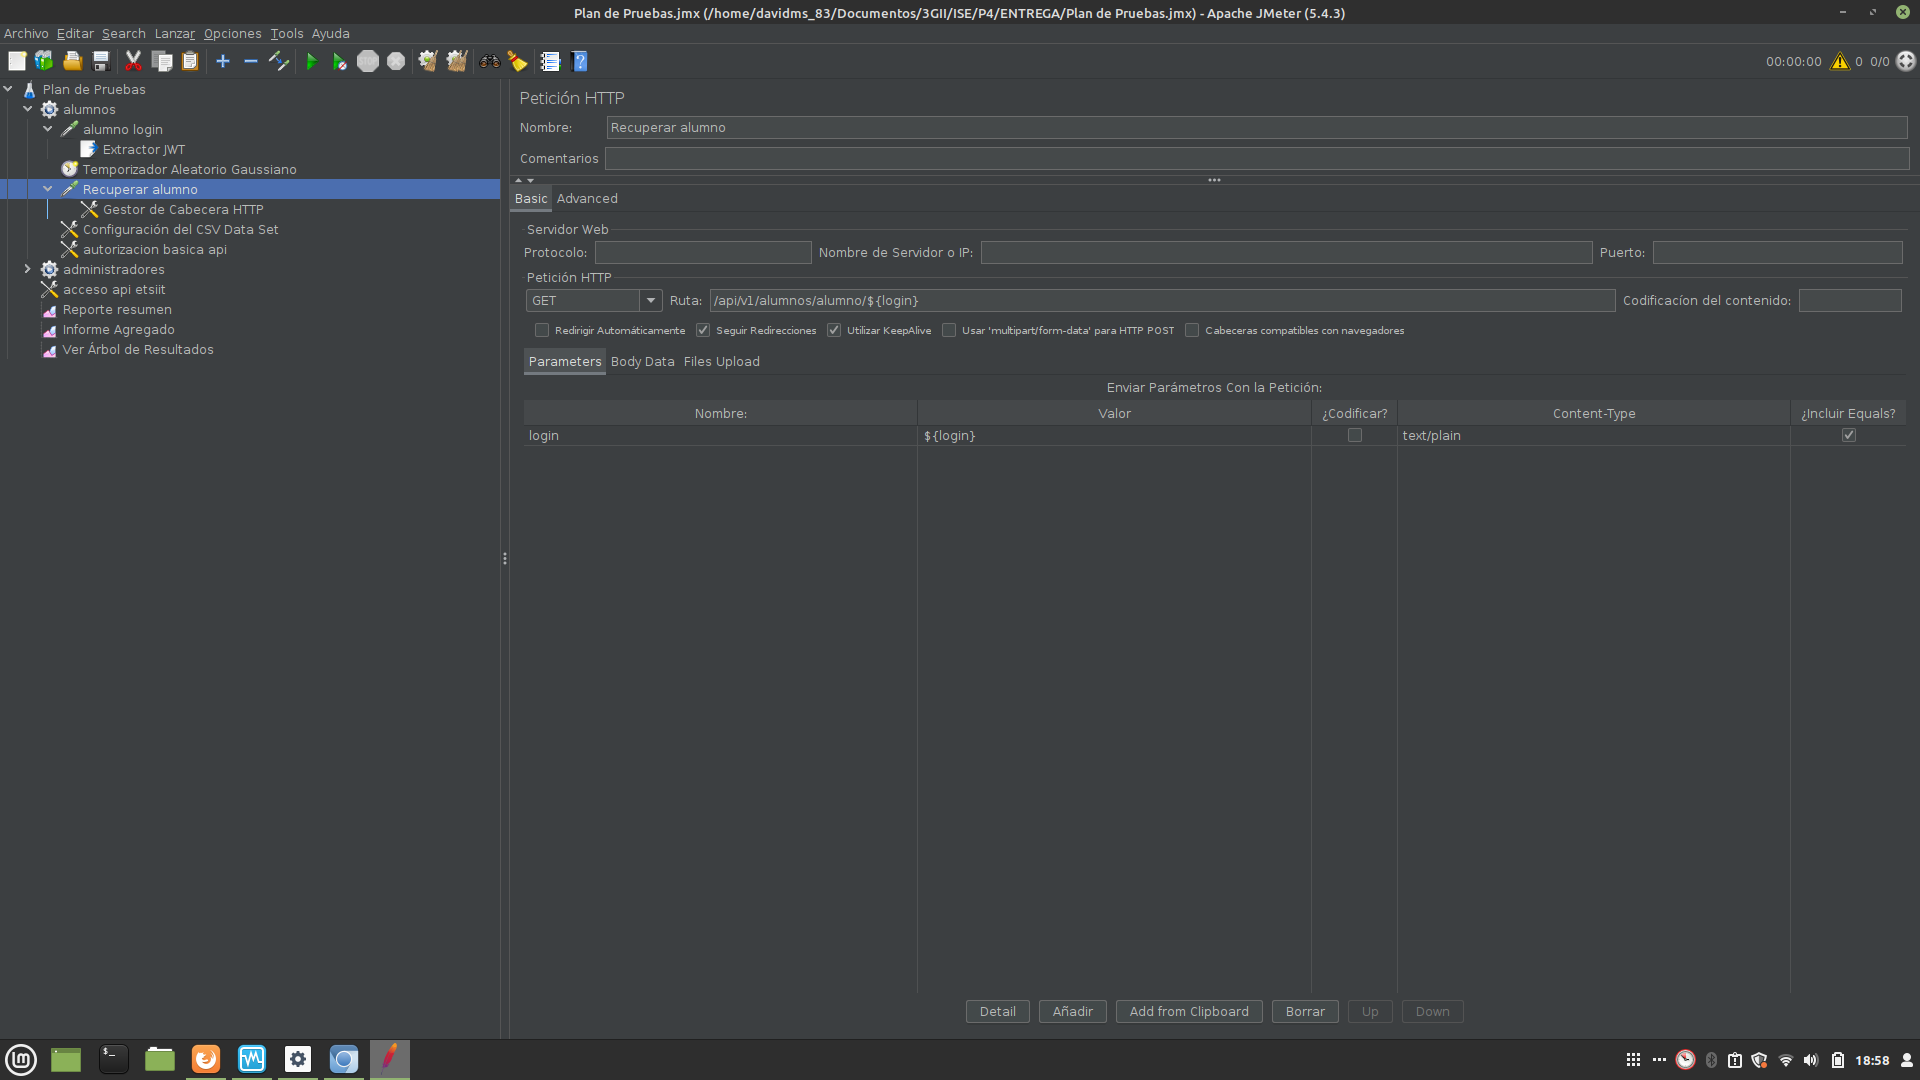 Plan de Pruebas.jmx (/home/davidms_83/Documentos/3GII/ISE/P4/ENTREGA/Plan de Pruebas.jmx) - Apache JMeter (5.4.3)
Archivo Editar Search Lanzar Opciones Tools Ayuda
00:00:00 0 0/0
Plan de Pruebas
alumnos
alumno login
Extractor JWT
Temporizador Aleatorio Gaussiano
Recuperar alumno
Gestor de Cabecera HTTP
Configuración del CSV Data Set
autorizacion basica api
administradores
acceso api etsiit
Reporte resumen
Informe Agregado
Ver Árbol de Resultados
Petición HTTP
Nombre: Recuperar alumno
Comentarios
Basic Advanced
Servidor Web
Protocolo: Nombre de Servidor o IP: Puerto:
Petición HTTP
GET Ruta: /api/v1/alumnos/alumno/${login} Codificacíon del contenido:
Redirigir Automáticamente Seguir Redirecciones Utilizar KeepAlive Usar 'multipart/form-data' para HTTP POST Cabeceras compatibles con navegadores
Parameters Body Data Files Upload
Enviar Parámetros Con la Petición:
Nombre: Valor ¿Codificar? Content-Type ¿Incluir Equals?
login ${login} text/plain
Detail Añadir Add from Clipboard Borrar Up Down
18:58